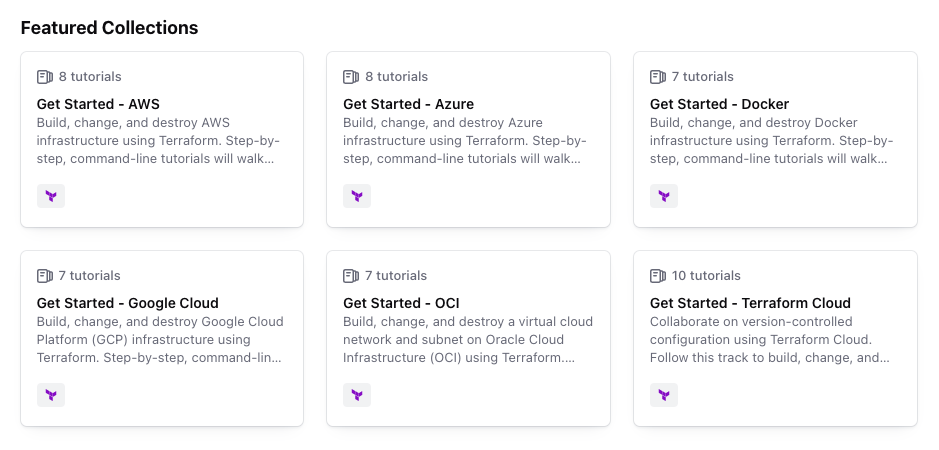 Featured Collections
8 tutorials
Get Started - AWS
Build, change, and destroy AWS
infrastructure using Terraform. Step-by-
step, command-line tutorials will walk...
8 tutorials
Get Started - Azure
Build, change, and destroy Azure
infrastructure using Terraform. Step-by-
step, command-line tutorials will walk...
7 tutorials
Get Started - Docker
Build, change, and destroy Docker
infrastructure using Terraform. Step-by-
step, command-line tutorials will walk...
7 tutorials
Get Started - Google Cloud
Build, change, and destroy Google Cloud
Platform (GCP) infrastructure using
Terraform. Step-by-step, command-lin...
7 tutorials
Get Started - OCI
Build, change, and destroy a virtual cloud
network and subnet on Oracle Cloud
Infrastructure (OCI) using Terraform....
10 tutorials
Get Started - Terraform Cloud
Collaborate on version-controlled
configuration using Terraform Cloud.
Follow this track to build, change, and...